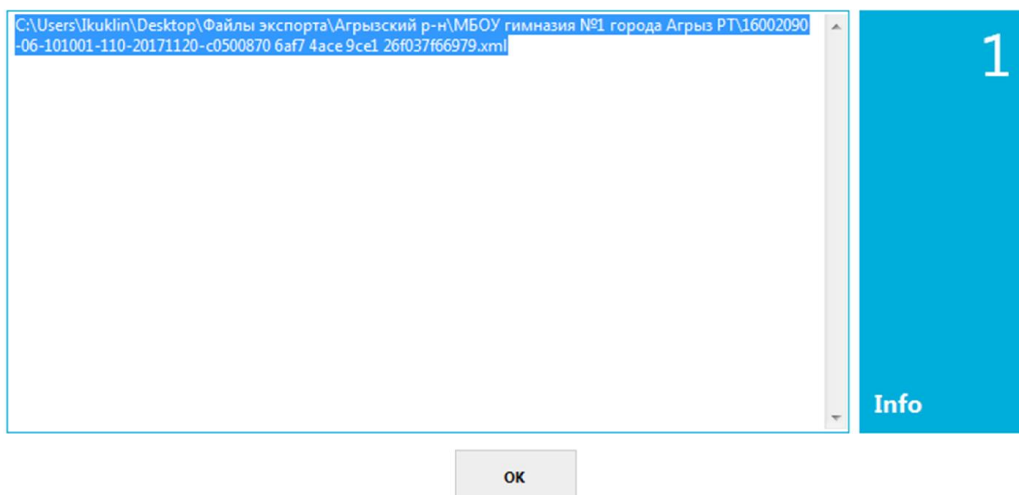 C:\Users\Ikuklin\Desktop\Файлы экспорта\Агрызский р-н\МБОУ гимназия №1 города Агрыз РТ\16002090
-06-101001-110-20171120-c0500870 6af7 4ace 9ce1 26f037f66979.xml
1
Info
OK